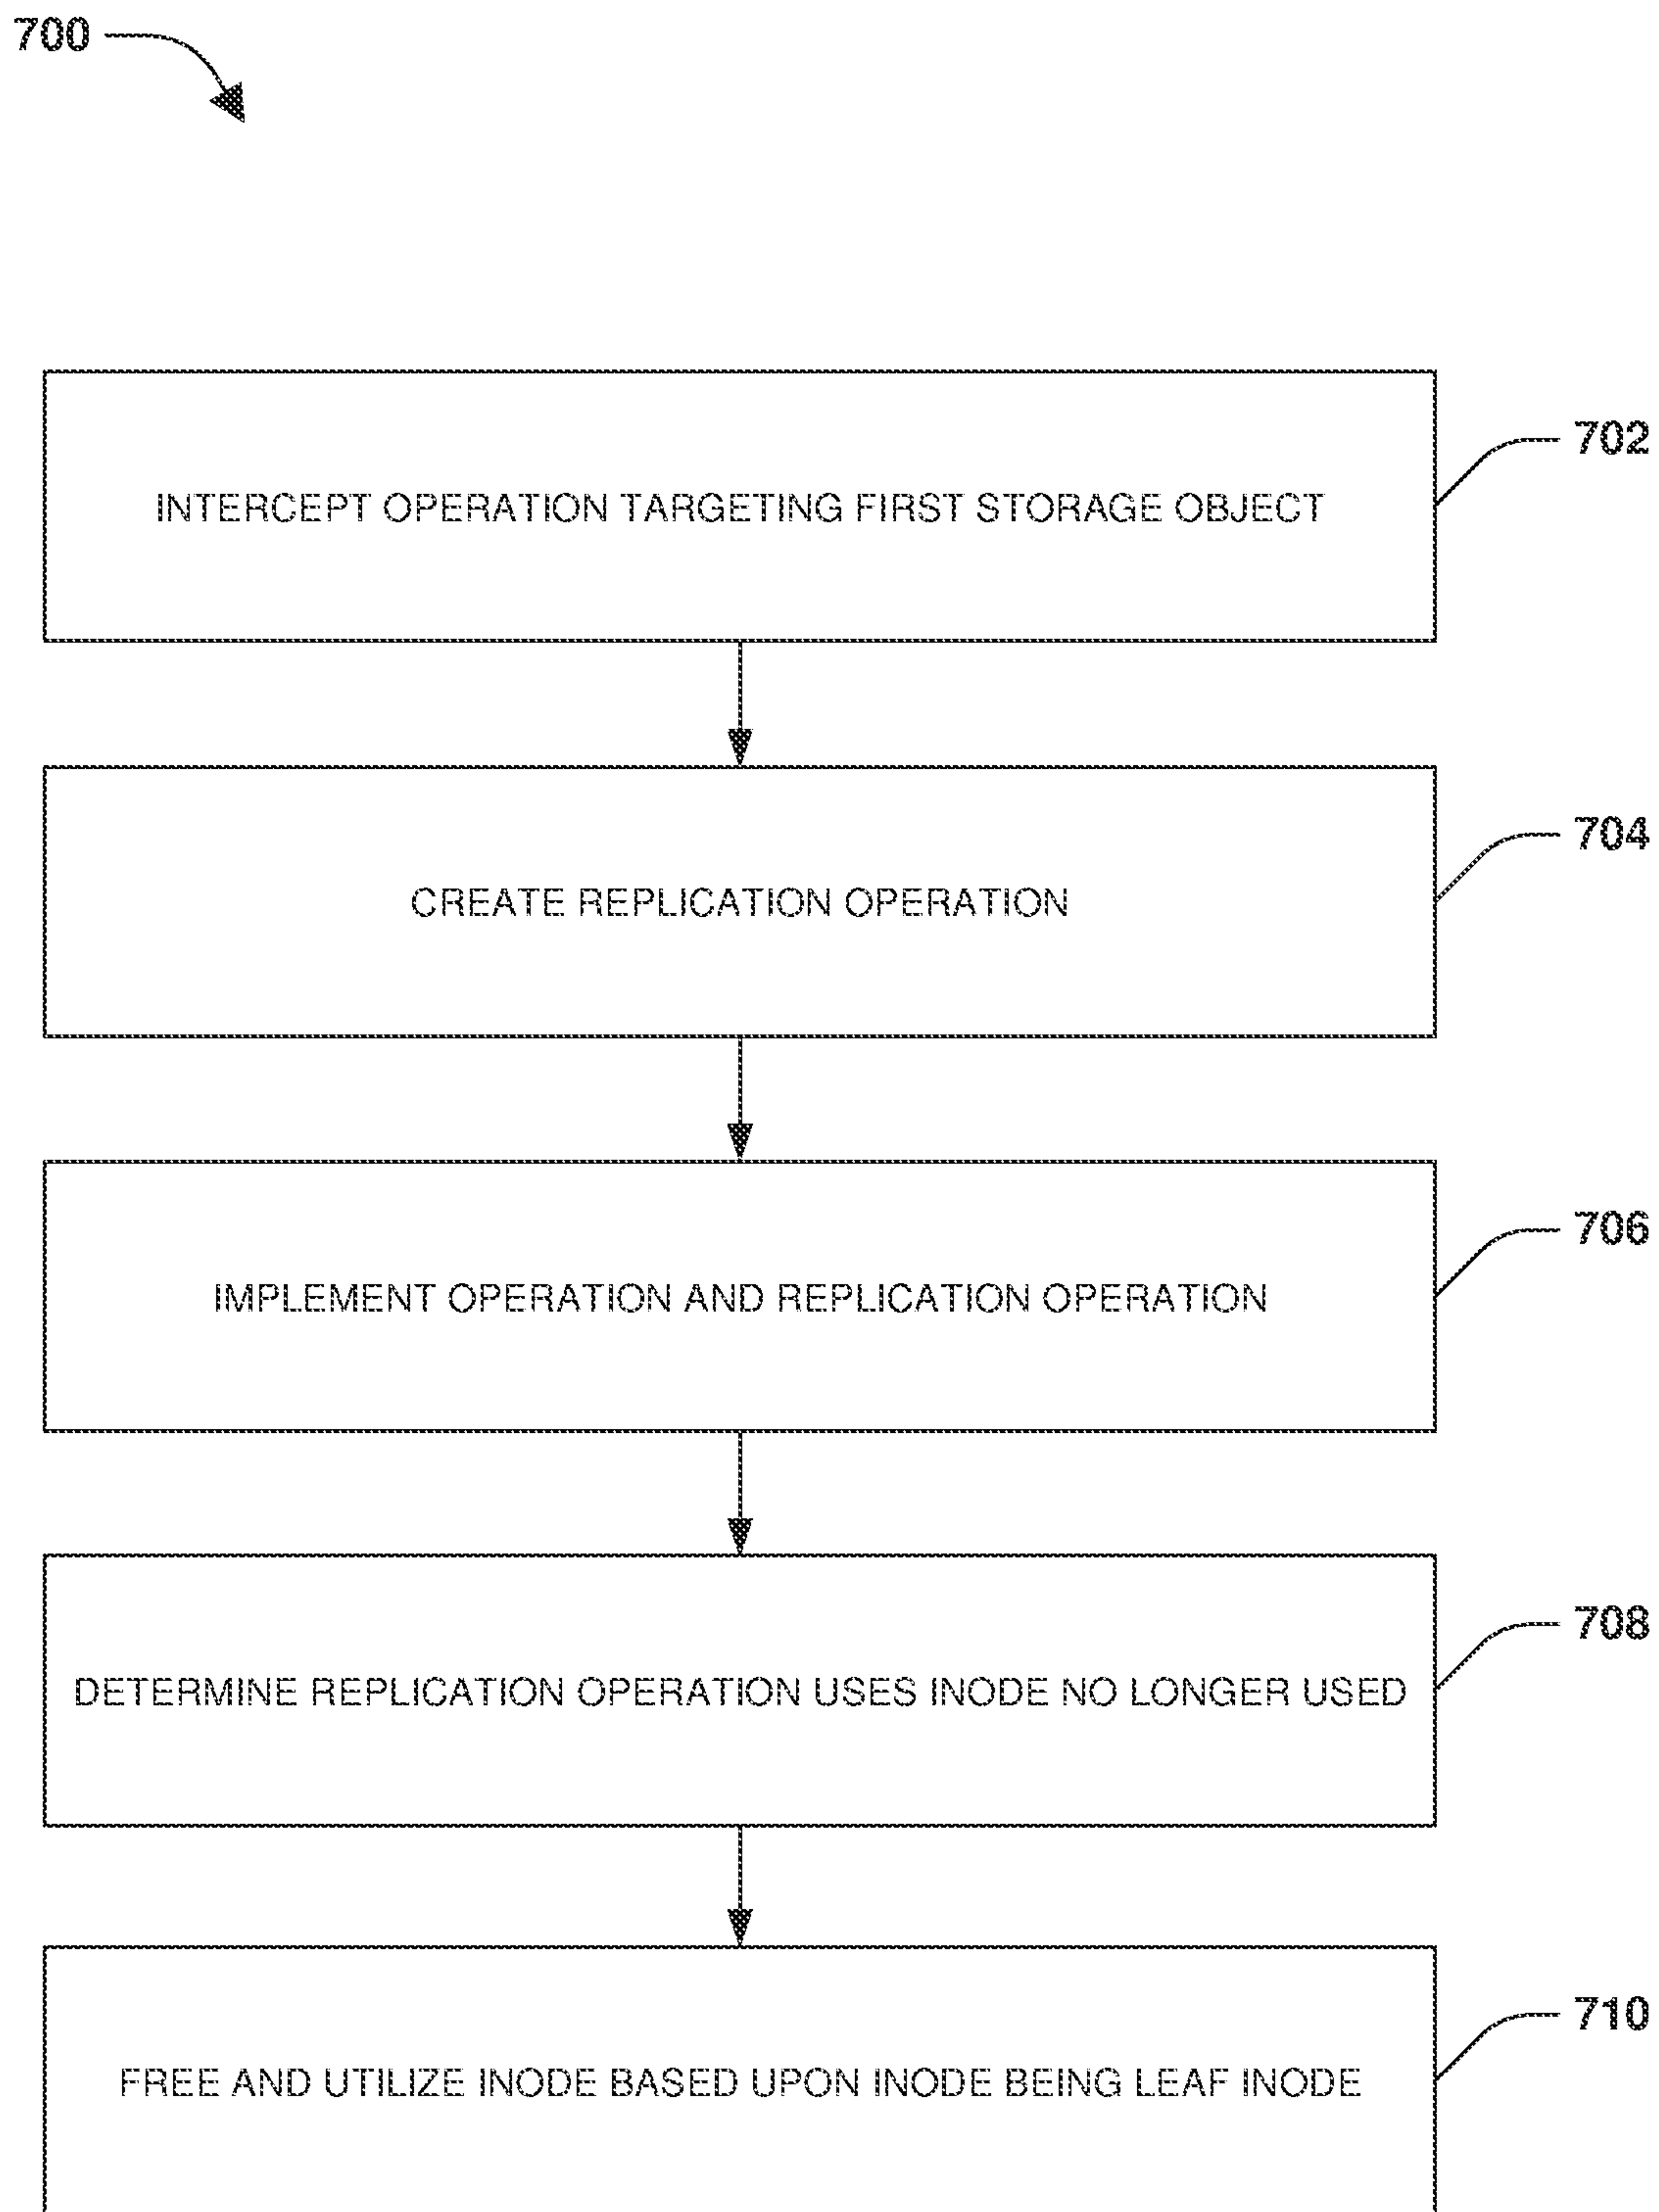 700
INTERCEPT OPERATION TARGETING FIRST STORAGE OBJECT
702
CREATE REPLICATION OPERATION
704
IMPLEMENT OPERATION AND REPLICATION OPERATION
706
DETERMINE REPLICATION OPERATION USES INODE NO LONGER USED
708
FREE AND UTILIZE INODE BASED UPON INODE BEING LEAF INODE
710